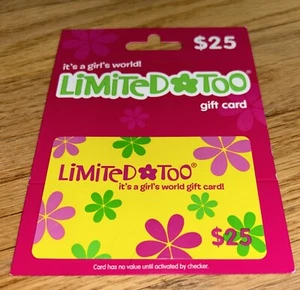 $25
it's a girl's world!
LiMiTeD TOO®
gift card
LiMiTeD TOO®
it's a girl's world gift card!
$25
Card has no value until activated by checker.